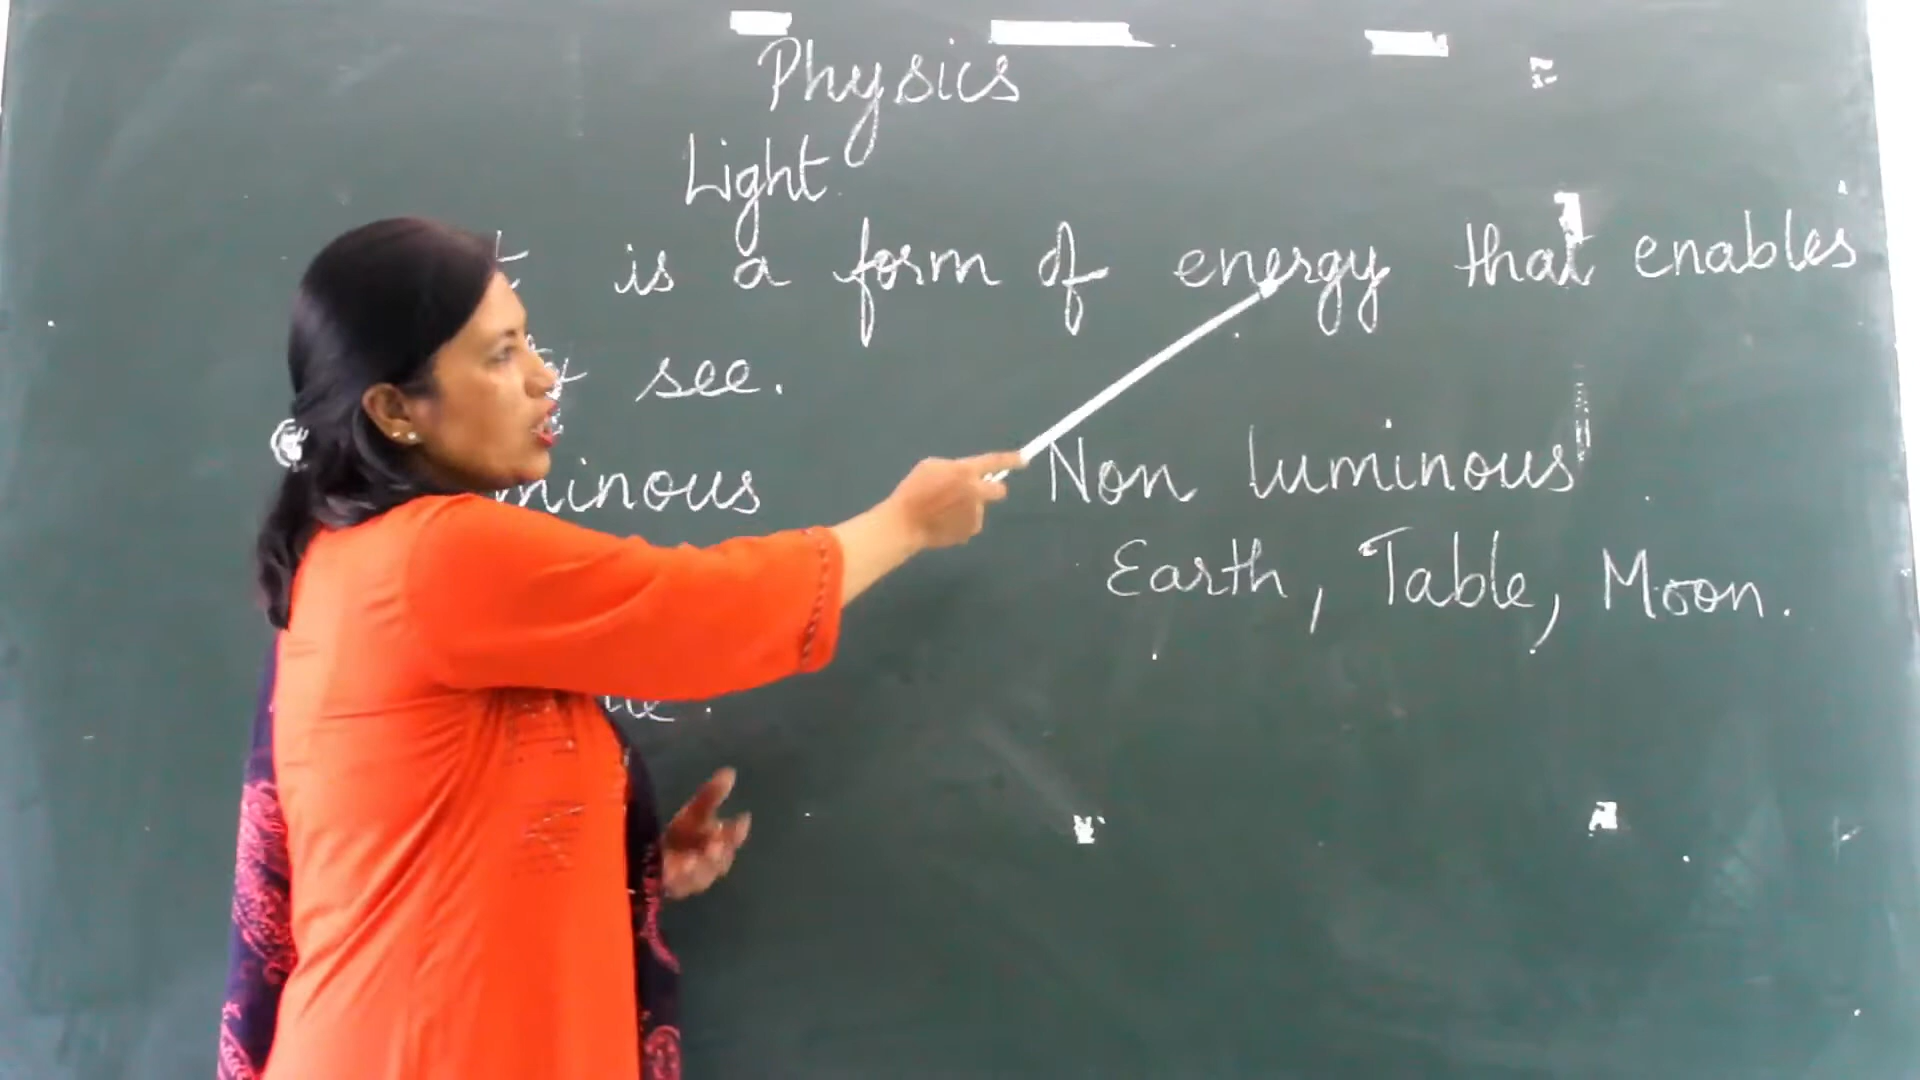 Physics
Light
is a form of energy that enables
see.
minous Non luminous
Earth, Table, Moon.